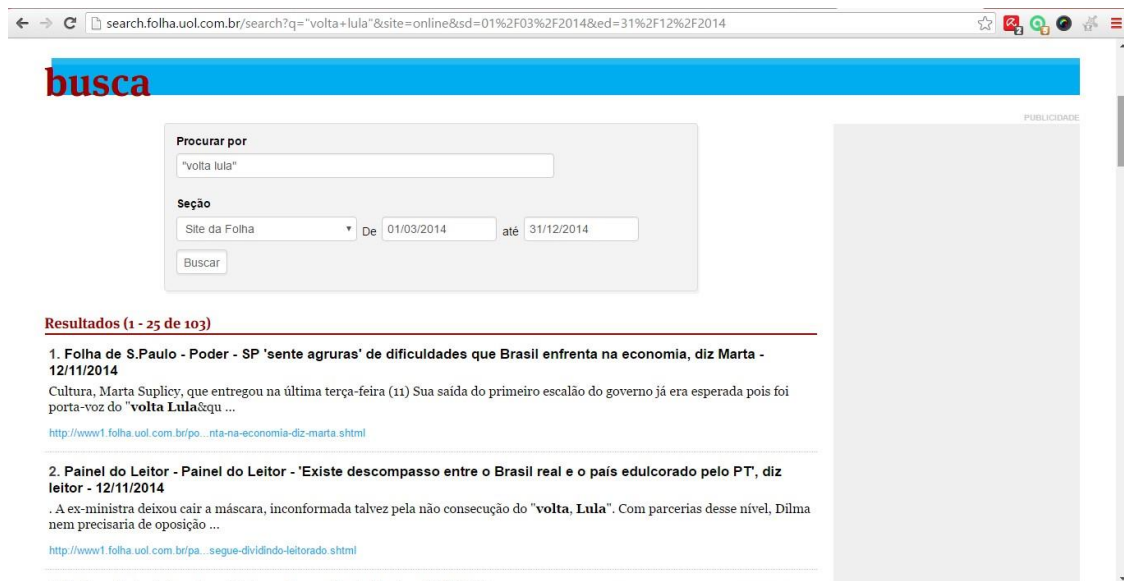 search.folha.uol.com.br/search?q="volta+lula"&site=online&sd=01%2F03%2F2014&ed=31%2F12%2F2014
busca
PUBLICIDADE
Procurar por
"volta lula"
Seção
Site da Folha De 01/03/2014 até 31/12/2014
Buscar
Resultados (1 - 25 de 103)
1. Folha de S.Paulo - Poder - SP 'sente agruras' de dificuldades que Brasil enfrenta na economia, diz Marta -
12/11/2014
Cultura, Marta Suplicy, que entregou na última terça-feira (11) Sua saída do primeiro escalão do governo já era esperada pois foi
porta-voz do "volta Lula&qu ...
http://www1.folha.uol.com.br/po...nta-na-economia-diz-marta.shtml
2. Painel do Leitor - Painel do Leitor - 'Existe descompasso entre o Brasil real e o país edulcorado pelo PT', diz
leitor - 12/11/2014
. A ex-ministra deixou cair a máscara, inconformada talvez pela não consecução do "volta, Lula". Com parcerias desse nível, Dilma
nem precisaria de oposição ...
http://www1.folha.uol.com.br/pa...segue-dividindo-leitorado.shtml